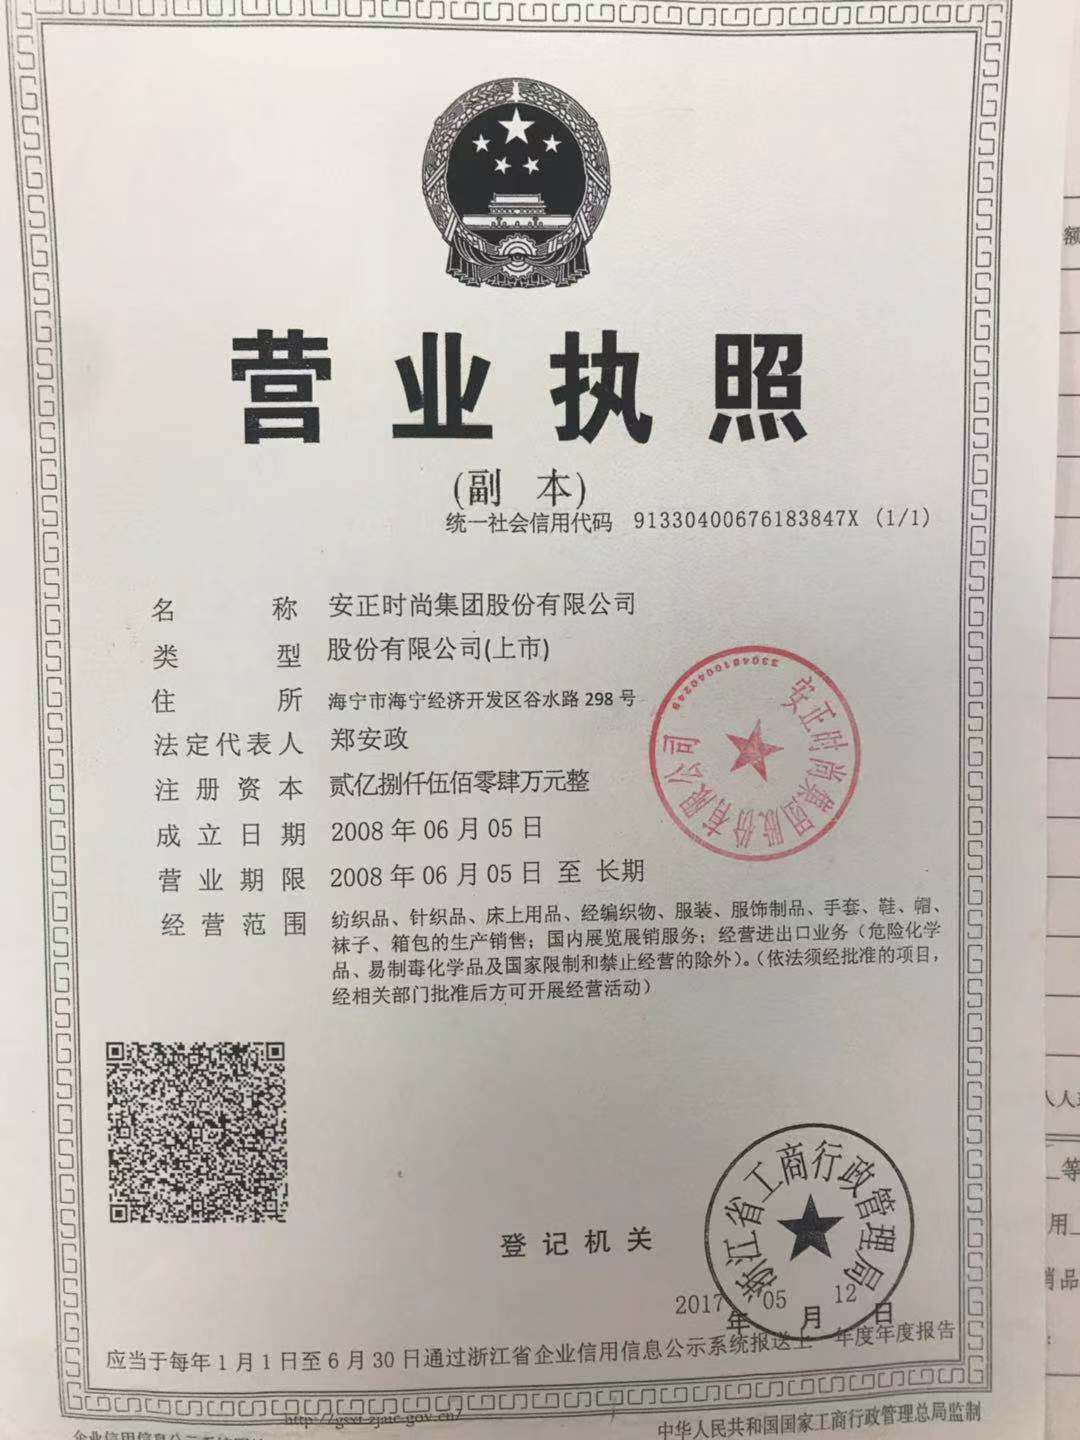 营业执照
(副 本)
统一社会信用代码 91330400676183847X (1/1)
名称 安正时尚集团股份有限公司
类型 股份有限公司(上市)
住所 海宁市海宁经济开发区谷水路 298 号
法定代表人 郑安政
注册资本 贰亿捌仟伍佰零肆万元整
成立日期 2008 年 06 月 05 日
营业期限 2008 年 06 月 05 日 至 长期
经营范围 纺织品、针织品、床上用品、经编织物、服装、服饰制品、手套、鞋、帽、
袜子、箱包的生产销售；国内展览展销服务；经营进出口业务（危险化学
品、易制毒化学品及国家限制和禁止经营的除外）。（依法须经批准的项目，
经相关部门批准后方可开展经营活动）
安正时尚集团股份有限公司
3304810040248
登记机关
浙江省工商行政管理局
2017 年 05 月 12 日
应当于每年 1 月 1 日至 6 月 30 日通过浙江省企业信用信息公示系统报送上 年度年度报告
http://gsxt.zjaic.gov.cn/
中华人民共和国国家工商行政管理总局监制
额
等
用
品